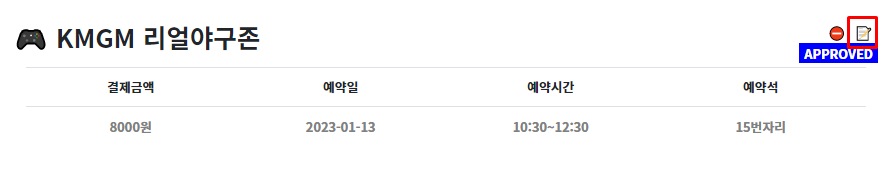 KMGM 리얼야구존
APPROVED
결제금액 예약일 예약시간 예약석
8000원 2023-01-13 10:30~12:30 15번자리